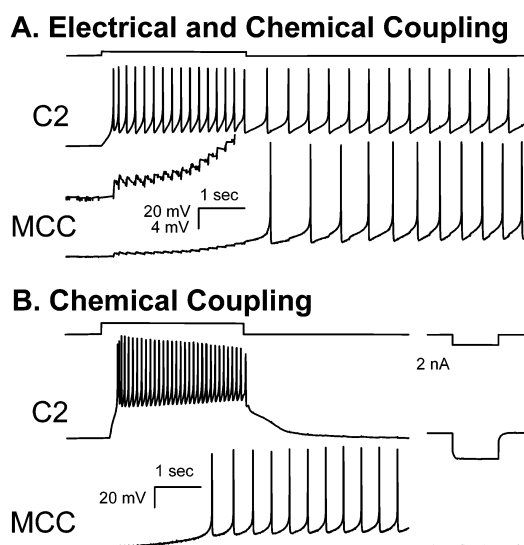 A. Electrical and Chemical Coupling
C2
1 sec
20 mV
4 mV
MCC
B. Chemical Coupling
2 nA
C2
1 sec
20 mV
MCC